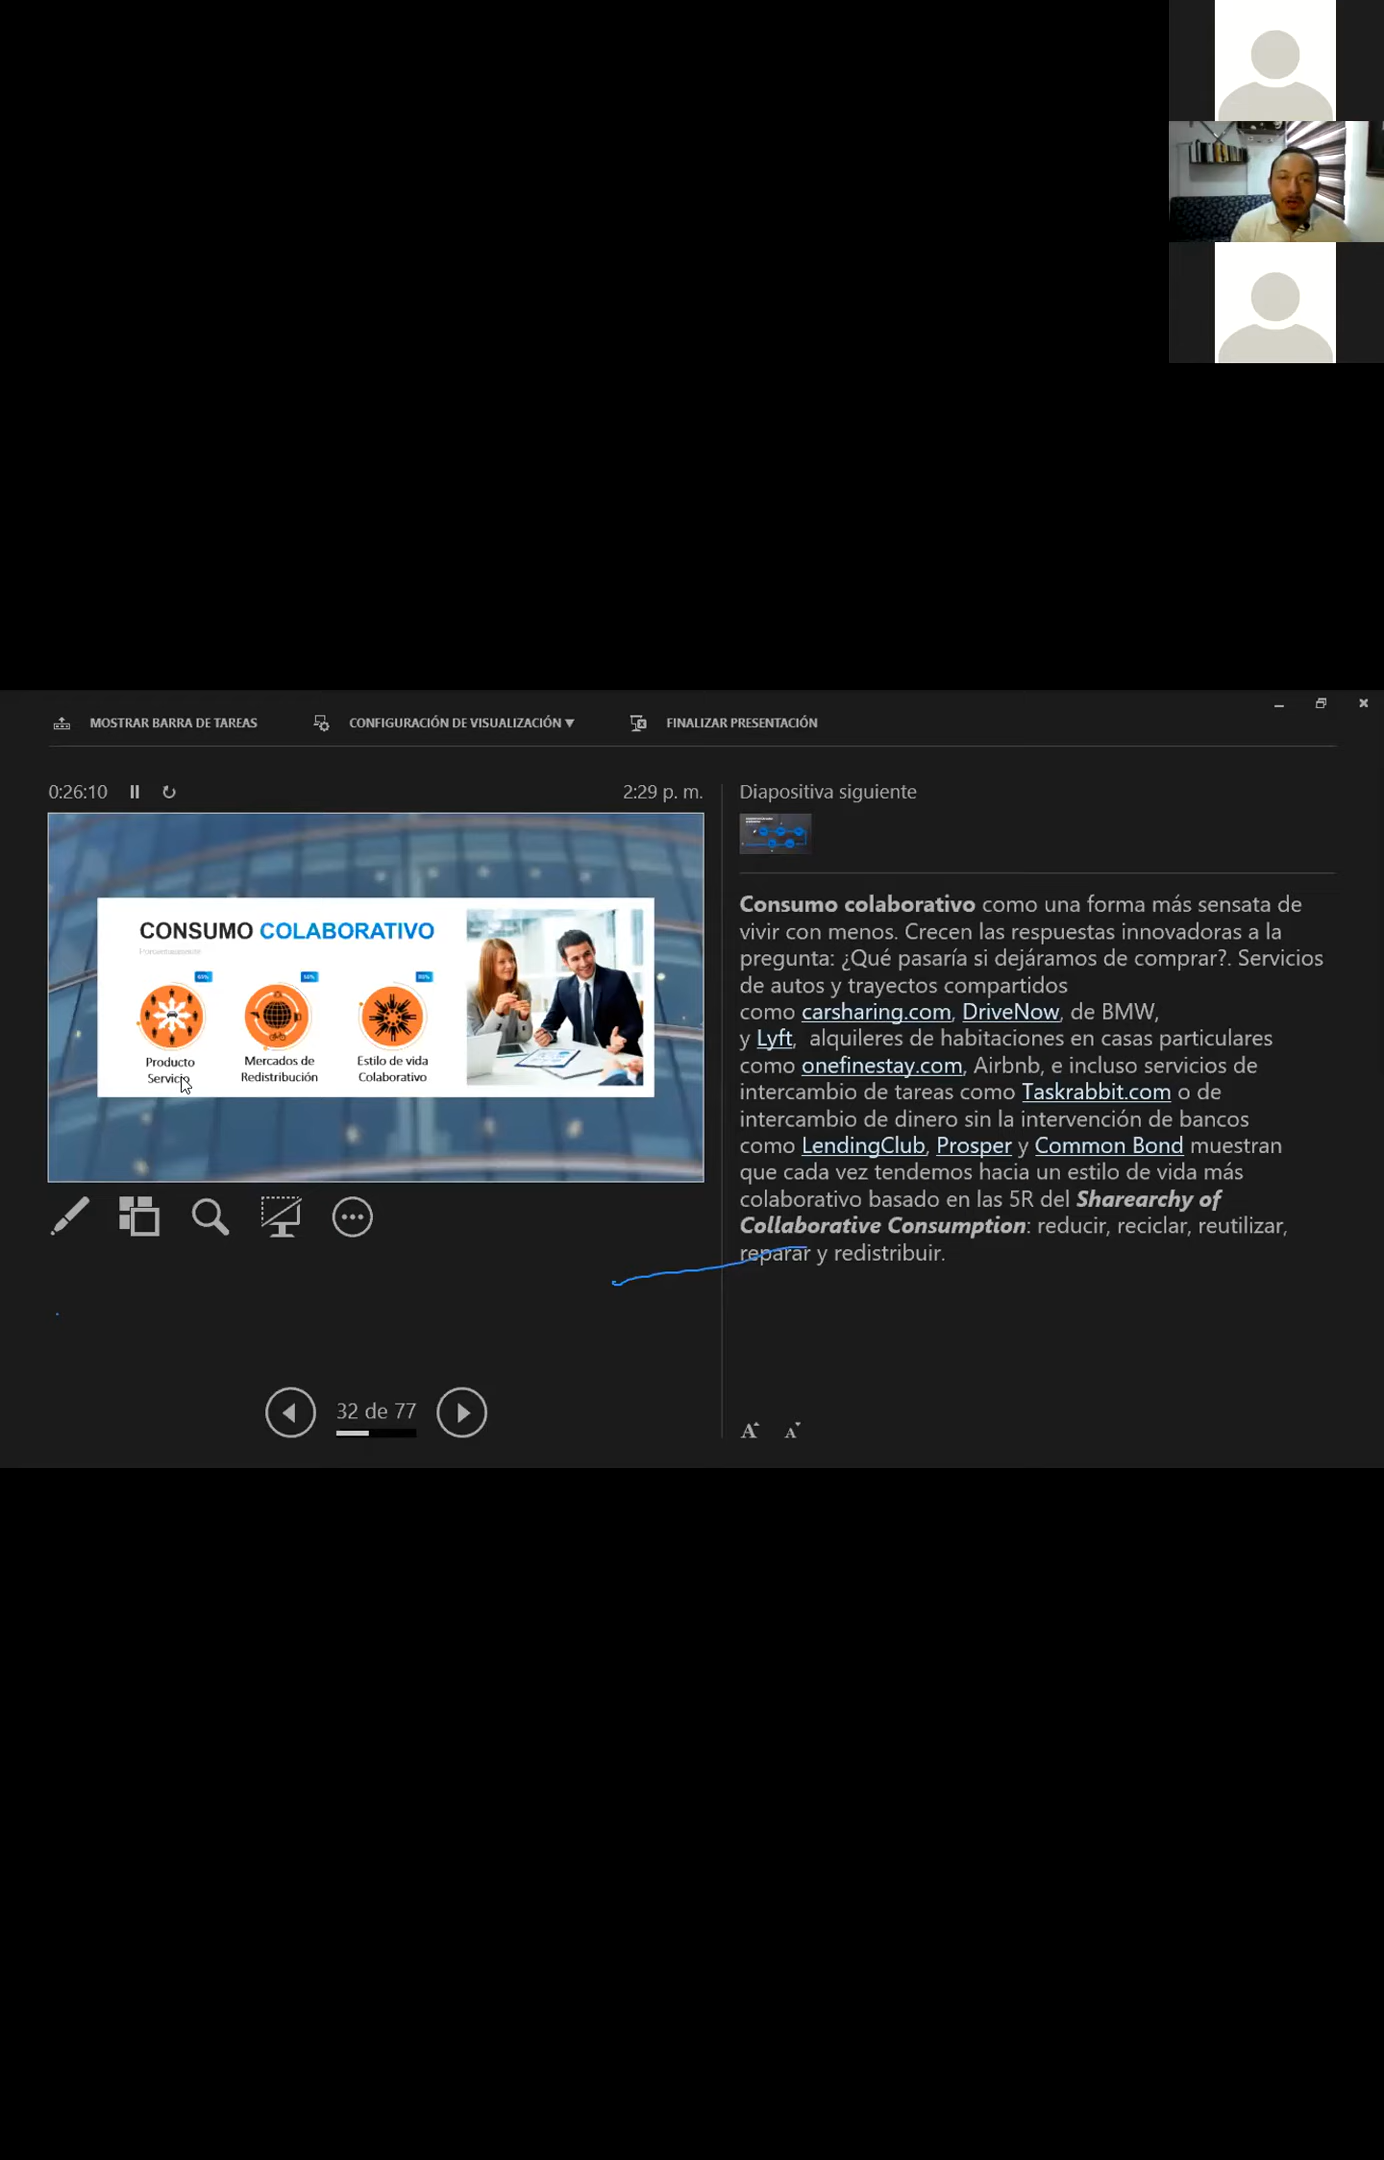 MOSTRAR BARRA DE TAREAS
CONFIGURACIÓN DE VISUALIZACIÓN
FINALIZAR PRESENTACIÓN
0:26:10
2:29 p. m.
CONSUMO COLABORATIVO
Producto
Servicio
Mercados de
Redistribución
Estilo de vida
Colaborativo
32 de 77
Diapositiva siguiente
Consumo colaborativo como una forma más sensata de
vivir con menos. Crecen las respuestas innovadoras a la
pregunta: ¿Qué pasaría si dejáramos de comprar?. Servicios
de autos y trayectos compartidos
como carsharing.com, DriveNow, de BMW,
y Lyft, alquileres de habitaciones en casas particulares
como onefinestay.com, Airbnb, e incluso servicios de
intercambio de tareas como Taskrabbit.com o de
intercambio de dinero sin la intervención de bancos
como LendingClub, Prosper y Common Bond muestran
que cada vez tendemos hacia un estilo de vida más
colaborativo basado en las 5R del Sharearchy of
Collaborative Consumption: reducir, reciclar, reutilizar,
reparar y redistribuir.
A A